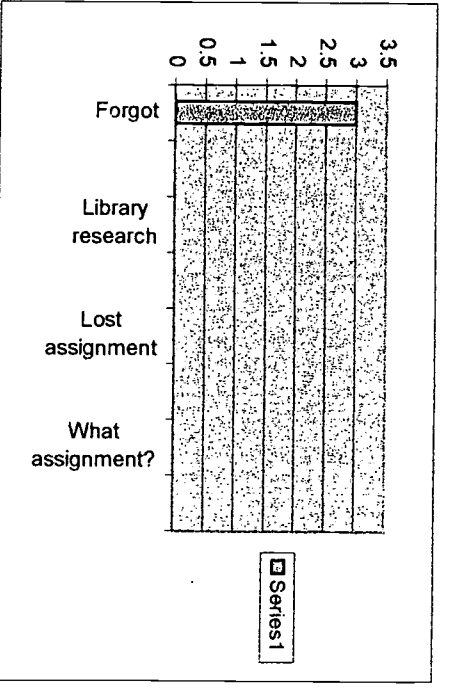 3.5
3
2.5
2
1.5
1
0.5
0
Forgot
Library
research
Lost
assignment
What
assignment?
Series1